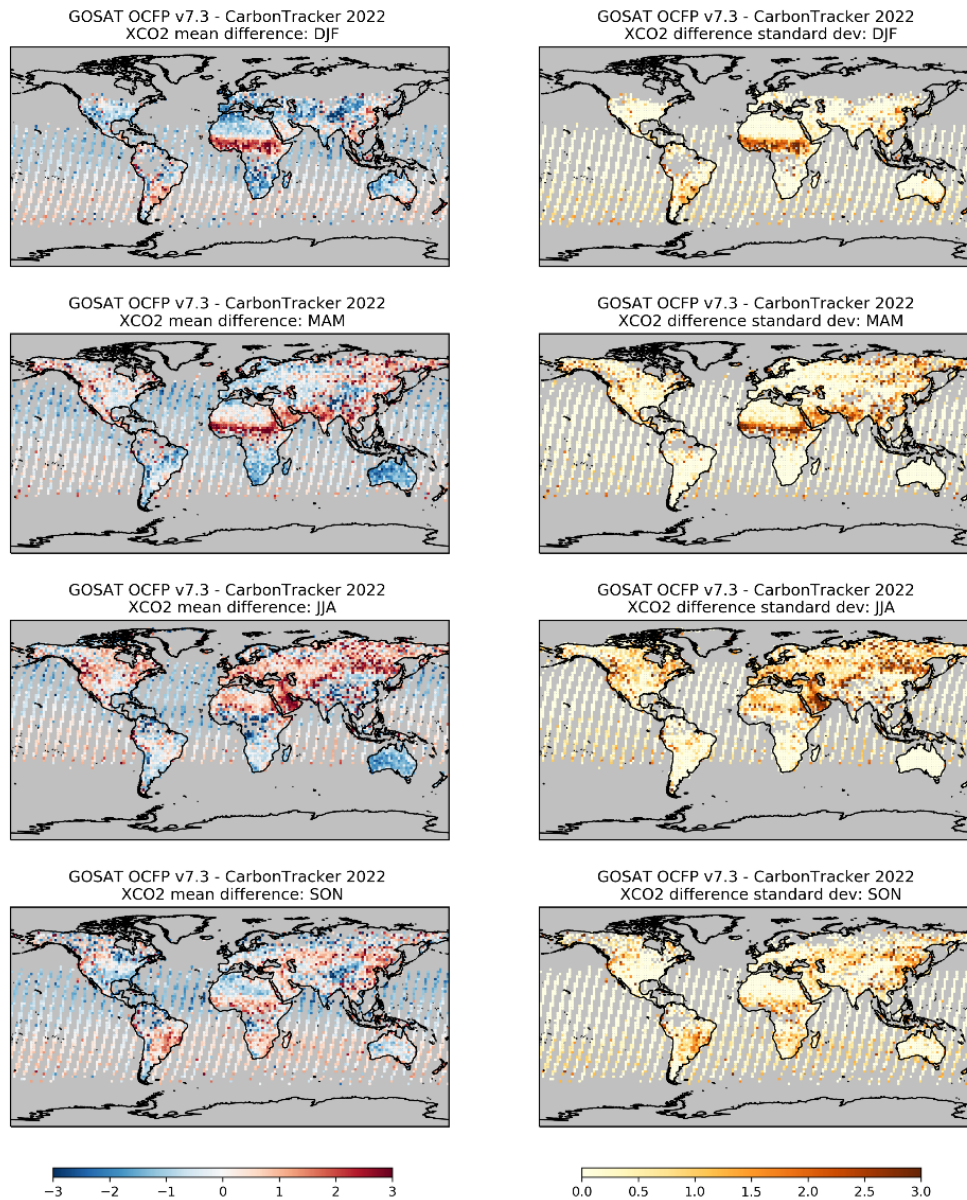 GOSAT OCFP v7.3 - CarbonTracker 2022
XCO2 mean difference: DJF
GOSAT OCFP v7.3 - CarbonTracker 2022
XCO2 difference standard dev: DJF
GOSAT OCFP v7.3 - CarbonTracker 2022
XCO2 mean difference: MAM
GOSAT OCFP v7.3 - CarbonTracker 2022
XCO2 difference standard dev: MAM
GOSAT OCFP v7.3 - CarbonTracker 2022
XCO2 mean difference: JJA
GOSAT OCFP v7.3 - CarbonTracker 2022
XCO2 difference standard dev: JJA
GOSAT OCFP v7.3 - CarbonTracker 2022
XCO2 mean difference: SON
GOSAT OCFP v7.3 - CarbonTracker 2022
XCO2 difference standard dev: SON
−3 −2 −1 0 1 2 3
0.0 0.5 1.0 1.5 2.0 2.5 3.0